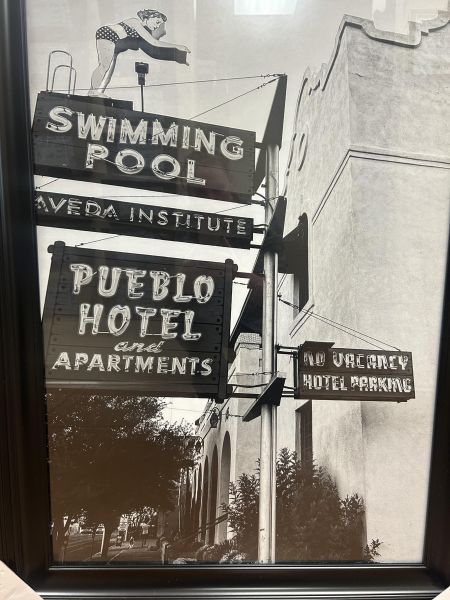 SWIMMING
POOL
AVEDA INSTITUTE
PUEBLO
HOTEL
and
APARTMENTS
NO VACANCY
HOTEL PARKING